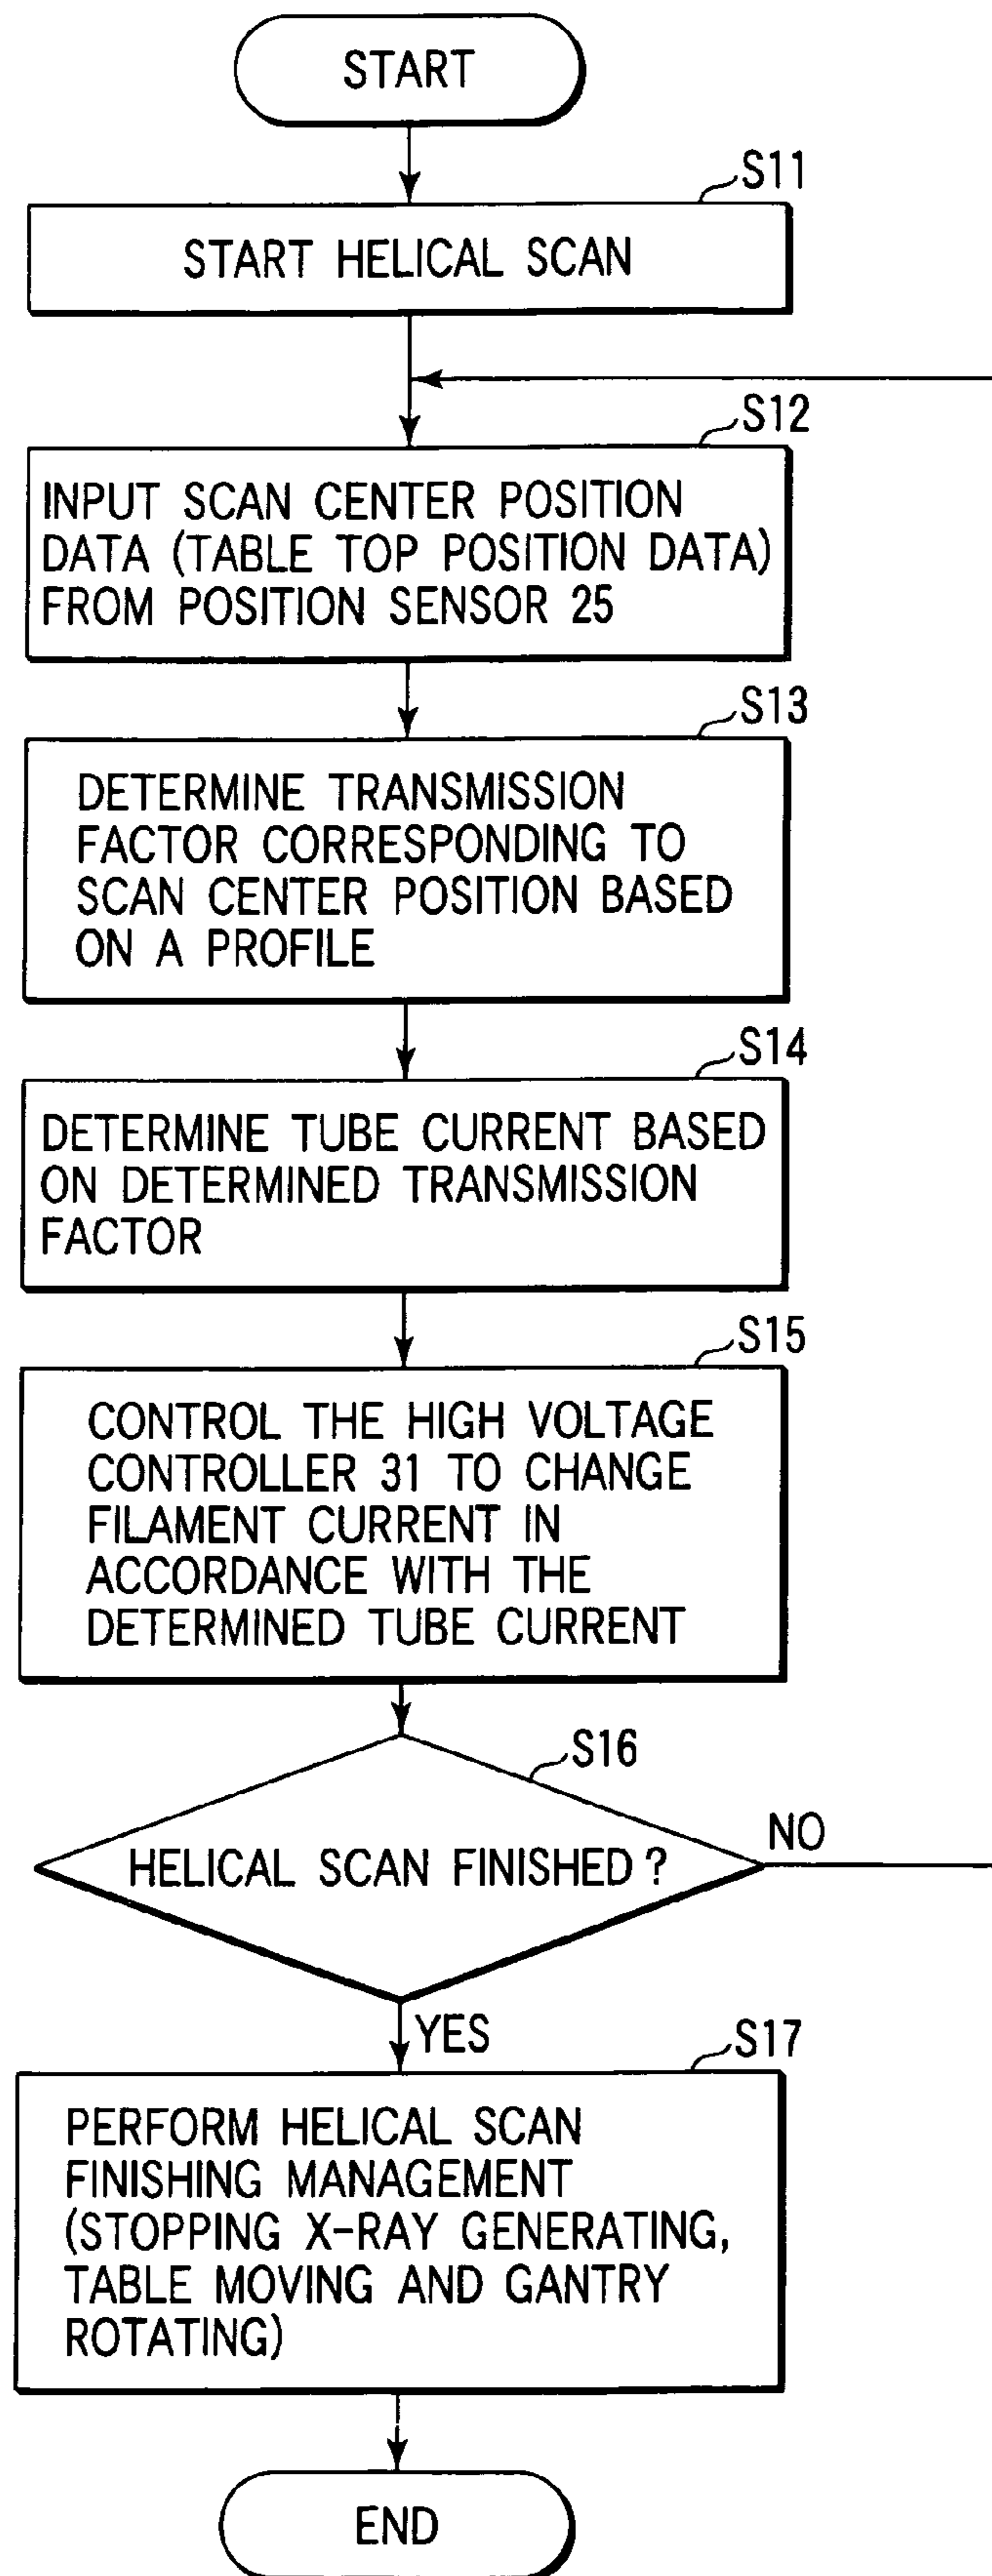 START
S11
START HELICAL SCAN
S12
INPUT SCAN CENTER POSITION
DATA (TABLE TOP POSITION DATA)
FROM POSITION SENSOR 25
S13
DETERMINE TRANSMISSION
FACTOR CORRESPONDING TO
SCAN CENTER POSITION BASED
ON A PROFILE
S14
DETERMINE TUBE CURRENT BASED
ON DETERMINED TRANSMISSION
FACTOR
S15
CONTROL THE HIGH VOLTAGE
CONTROLLER 31 TO CHANGE
FILAMENT CURRENT IN
ACCORDANCE WITH THE
DETERMINED TUBE CURRENT
S16
HELICAL SCAN FINISHED ?
NO
YES
S17
PERFORM HELICAL SCAN
FINISHING MANAGEMENT
(STOPPING X-RAY GENERATING,
TABLE MOVING AND GANTRY
ROTATING)
END